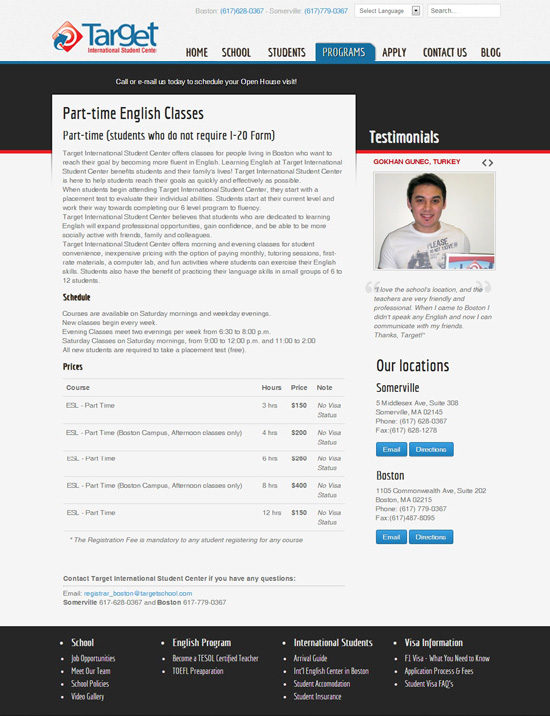 Boston: (617)628-0367 - Somerville: (617)779-0367
Select Language
Search...
Target
International Student Center
HOME SCHOOL STUDENTS PROGRAMS APPLY CONTACT US BLOG
Call or e-mail us today to schedule your Open House visit!
Part-time English Classes
Part-time (students who do not require I-20 Form)
Target International Student Center offers classes for people living in Boston who want to
reach their goal by becoming more fluent in English. Learning English at Target International
Student Center benefits students and their family's lives! Target International Student Center
is here to help students reach their goals as quickly and effectively as possible.
When students begin attending Target International Student Center, they start with a
placement test to evaluate their individual abilities. Students start at their current level and
work their way towards completing our 6 level program to fluency.
Target International Student Center believes that students who are dedicated to learning
English will expand professional opportunities, gain confidence, and be able to be more
socially active with friends, family and colleagues.
Target International Student Center offers morning and evening classes for student
convenience, inexpensive pricing with the option of paying monthly, tutoring sessions, first-
rate materials, a computer lab, and fun activities where students can exercise their English
skills. Students also have the benefit of practicing their language skills in small groups of 6 to
12 students.
Schedule
Courses are available on Saturday mornings and weekday evenings.
New classes begin every week.
Evening Classes meet two evenings per week from 6:30 to 8:00 p.m.
Saturday Classes on Saturday mornings, from 9:00 to 12:00 p.m. and 11:00 to 2:00
All new students are required to take a placement test (free).
Prices
Course Hours Price Note
ESL - Part Time 3 hrs $150 No Visa
Status
ESL - Part Time (Boston Campus, Afternoon classes only) 4 hrs $200 No Visa
Status
ESL - Part Time 6 hrs $260 No Visa
Status
ESL - Part Time (Boston Campus, Afternoon classes only) 8 hrs $400 No Visa
Status
ESL - Part Time 12 hrs $150 No Visa
Status
* The Registration Fee is mandatory to any student registering for any course
Contact Target International Student Center if you have any questions:
Email: registrar_boston@targetschool.com
Somerville 617-628-0367 and Boston 617-779-0367
Testimonials
GOKHAN GUNEC, TURKEY
"I love the school's location, and the
teachers are very friendly and
professional. When I came to Boston I
didn't speak any English and now I can
communicate with my friends.
Thanks, Target!"
Our locations
Somerville
5 Middlesex Ave, Suite 308
Somerville, MA 02145
Phone: (617) 628-0367
Fax:(617) 628-1278
Email Directions
Boston
1105 Commonwealth Ave, Suite 202
Boston, MA 02215
Phone: (617) 779-0367
Fax:(617)487-8095
Email Directions
School
Job Opportunities
Meet Our Team
School Policies
Video Gallery
English Program
Become a TESOL Certified Teacher
TOEFL Preaparation
International Students
Arrival Guide
Int'l English Center in Boston
Student Accomodation
Student Insurance
Visa Information
F1 Visa - What You Need to Know
Application Process & Fees
Student Visa FAQ's